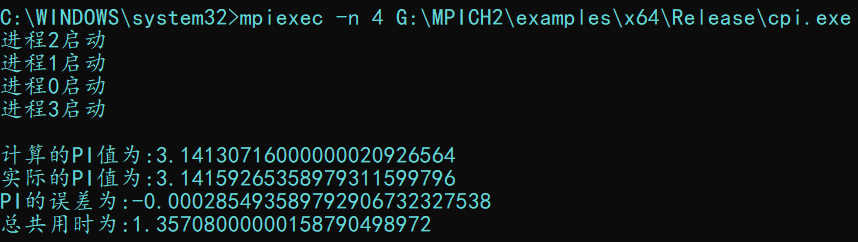 C:\WINDOWS\system32>mpiexec -n 4 G:\MPICH2\examples\x64\Release\cpi.exe
进程2启动
进程1启动
进程0启动
进程3启动
计算的PI值为:3.141307160000000020926564
实际的PI值为:3.141592653589793115997963
PI的误差为:-0.000285493589792906732327538
总共用时为:1.35708000000158790498972